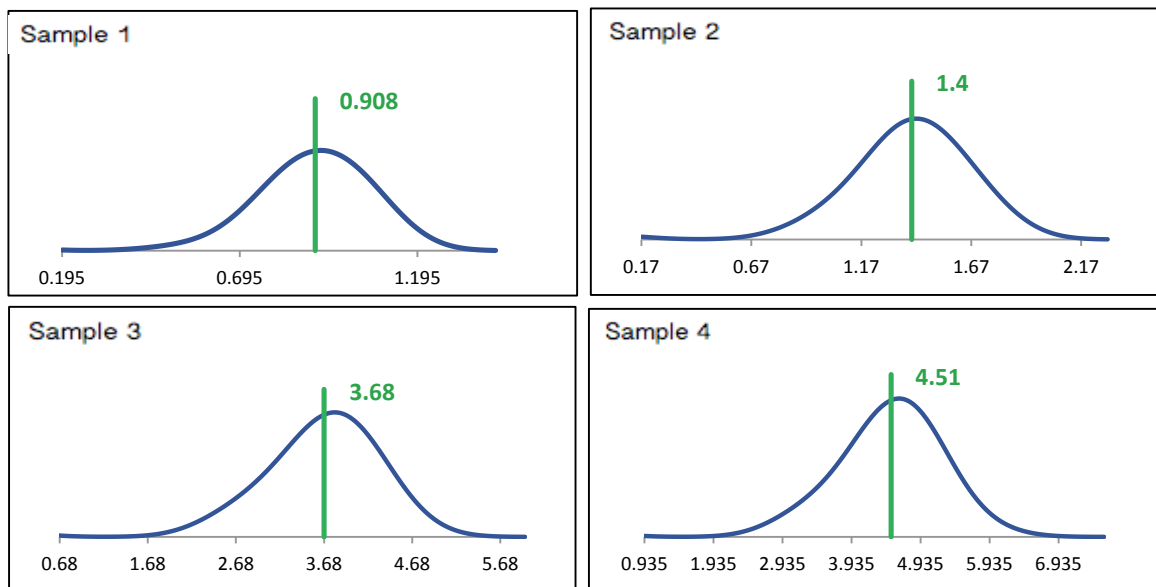 Sample 1
0.908
0.195 0.695 1.195
Sample 2
1.4
0.17 0.67 1.17 1.67 2.17
Sample 3
3.68
0.68 1.68 2.68 3.68 4.68 5.68
Sample 4
4.51
0.935 1.935 2.935 3.935 4.935 5.935 6.935